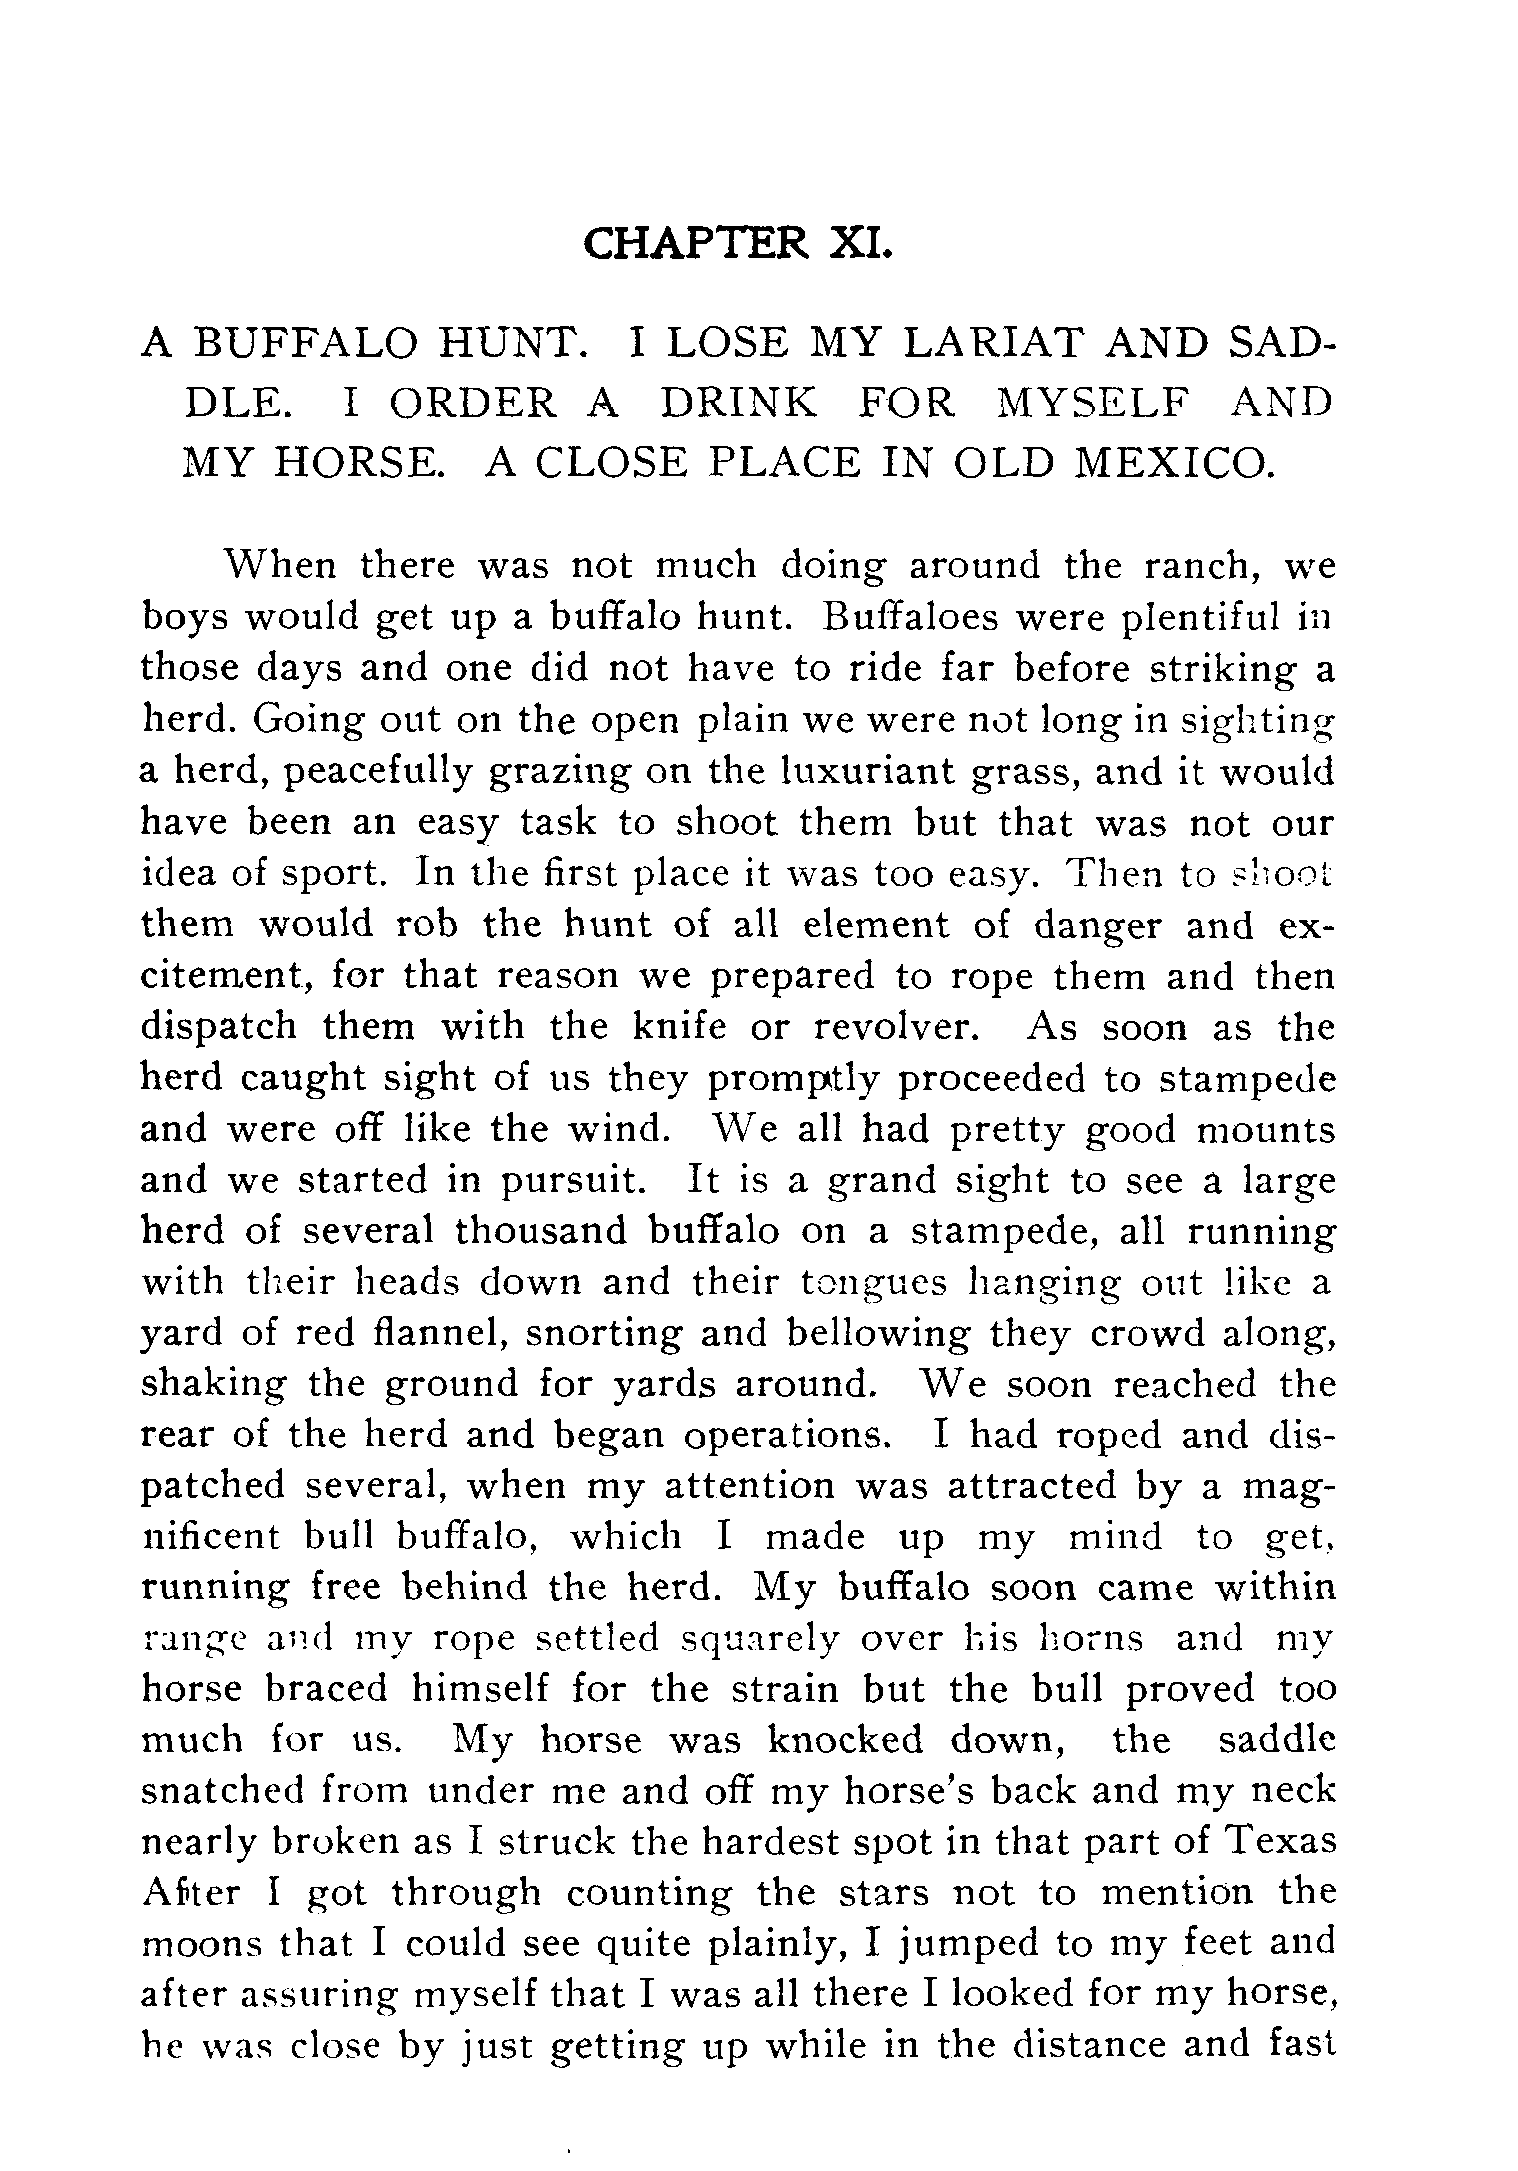 CHAPTER XI.
A BUFFALO HUNT. I LOSE MY LARIAT AND SAD-
DLE. I ORDER A DRINK FOR MYSELF AND
MY HORSE. A CLOSE PLACE IN OLD MEXICO.
When there was not much doing around the ranch, we
boys would get up a buffalo hunt. Buffaloes were plentiful in
those days and one did not have to ride far before striking a
herd. Going out on the open plain we were not long in sighting
a herd, peacefully grazing on the luxuriant grass, and it would
have been an easy task to shoot them but that was not our
idea of sport. In the first place it was too easy. Then to shoot
them would rob the hunt of all element of danger and ex-
citement, for that reason we prepared to rope them and then
dispatch them with the knife or revolver. As soon as the
herd caught sight of us they promptly proceeded to stampede
and were off like the wind. We all had pretty good mounts
and we started in pursuit. It is a grand sight to see a large
herd of several thousand buffalo on a stampede, all running
with their heads down and their tongues hanging out like a
yard of red flannel, snorting and bellowing they crowd along,
shaking the ground for yards around. We soon reached the
rear of the herd and began operations. I had roped and dis-
patched several, when my attention was attracted by a mag-
nificent bull buffalo, which I made up my mind to get,
running free behind the herd. My buffalo soon came within
range and my rope settled squarely over his horns and my
horse braced himself for the strain but the bull proved too
much for us. My horse was knocked down, the saddle
snatched from under me and off my horse's back and my neck
nearly broken as I struck the hardest spot in that part of Texas
After I got through counting the stars not to mention the
moons that I could see quite plainly, I jumped to my feet and
after assuring myself that I was all there I looked for my horse,
he was close by just getting up while in the distance and fast